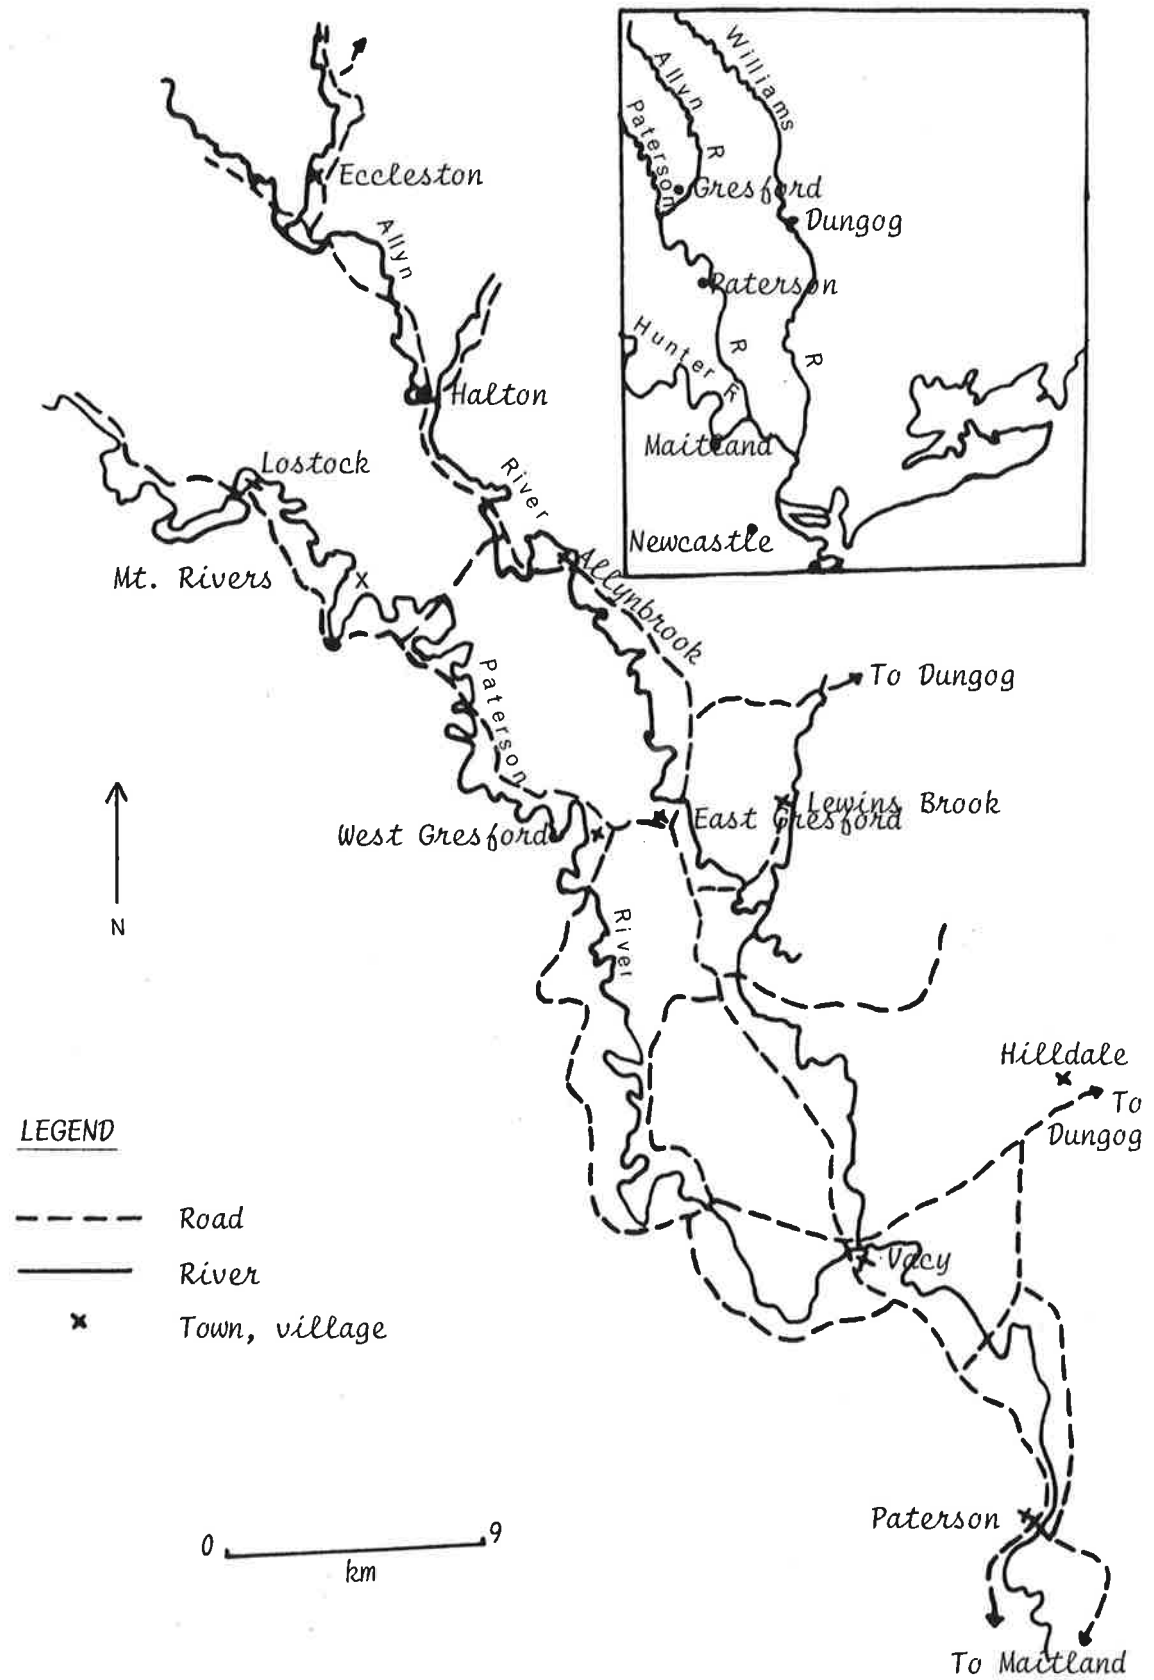 Eccleston
Allyn
Halton
Lostock
River
Mt. Rivers
x
Allynbrook
Paterson
To Dungog
Lewins Brook
East Gresford
West Gresford
River
N
Hilldale
To
Dungog
Vacy
Paterson
To Maitland
LEGEND
Road
River
Town, village
0 9
km
Williams
Allyn
R
Paterson
Gresford
Dungog
Paterson
Hunter R
R
R
Maitland
Newcastle